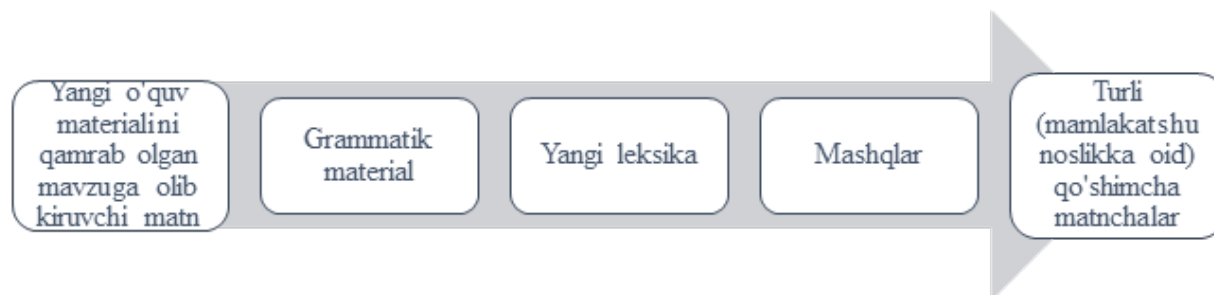 Yangi o'quv
materialini
qamrab olgan
mavzuga olib
kiruvchi matn
Grammatik
material
Yangi leksika
Mashqlar
Turli
(mamlakatshu
noslikka oid)
qo'shimcha
matnchalar